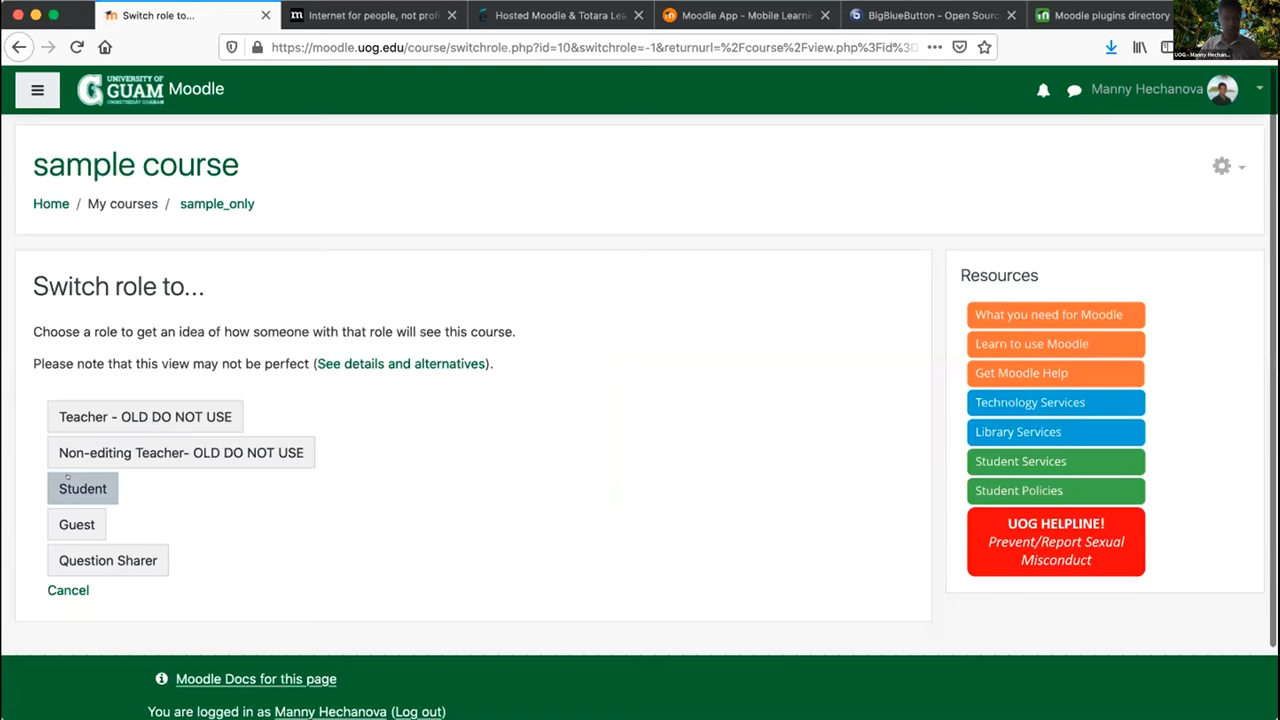 Switch role to...
Internet for people, not prof
Hosted Moodle & Totara Lea
Moodle App - Mobile Learni
BigBlueButton - Open Sourc
Moodle plugins directory
https://moodle.uog.edu/course/switchrole.php?id=10&switchrole=-1&returnurl=%2Fcourse%2Fview.php%3Fid%3D
UOG - Manny Hechan...
UNIVERSITY OF
GUAM
UNIBETSEDÅT GUÅHAN
Moodle
Manny Hechanova
sample course
Home / My courses / sample_only
Switch role to...
Choose a role to get an idea of how someone with that role will see this course.
Please note that this view may not be perfect (See details and alternatives).
Teacher - OLD DO NOT USE
Non-editing Teacher- OLD DO NOT USE
Student
Guest
Question Sharer
Cancel
Resources
What you need for Moodle
Learn to use Moodle
Get Moodle Help
Technology Services
Library Services
Student Services
Student Policies
UOG HELPLINE!
Prevent/Report Sexual
Misconduct
Moodle Docs for this page
You are logged in as Manny Hechanova (Log out)